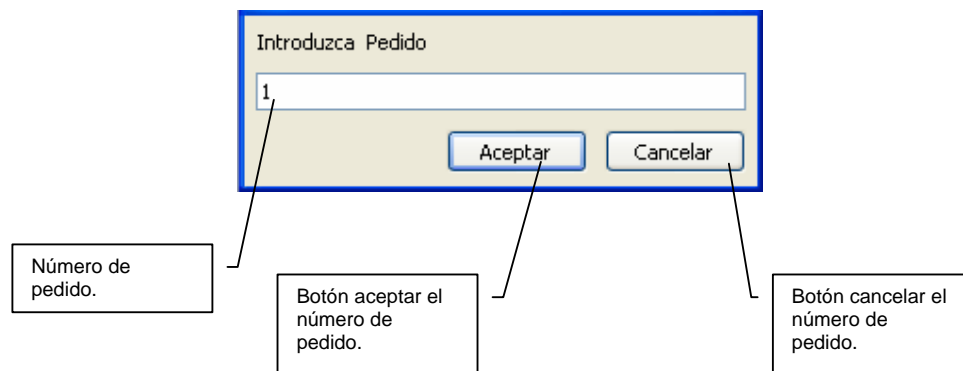 Introduzca Pedido
1
Aceptar
Cancelar
Número de
pedido.
Botón aceptar el
número de
pedido.
Botón cancelar el
número de
pedido.